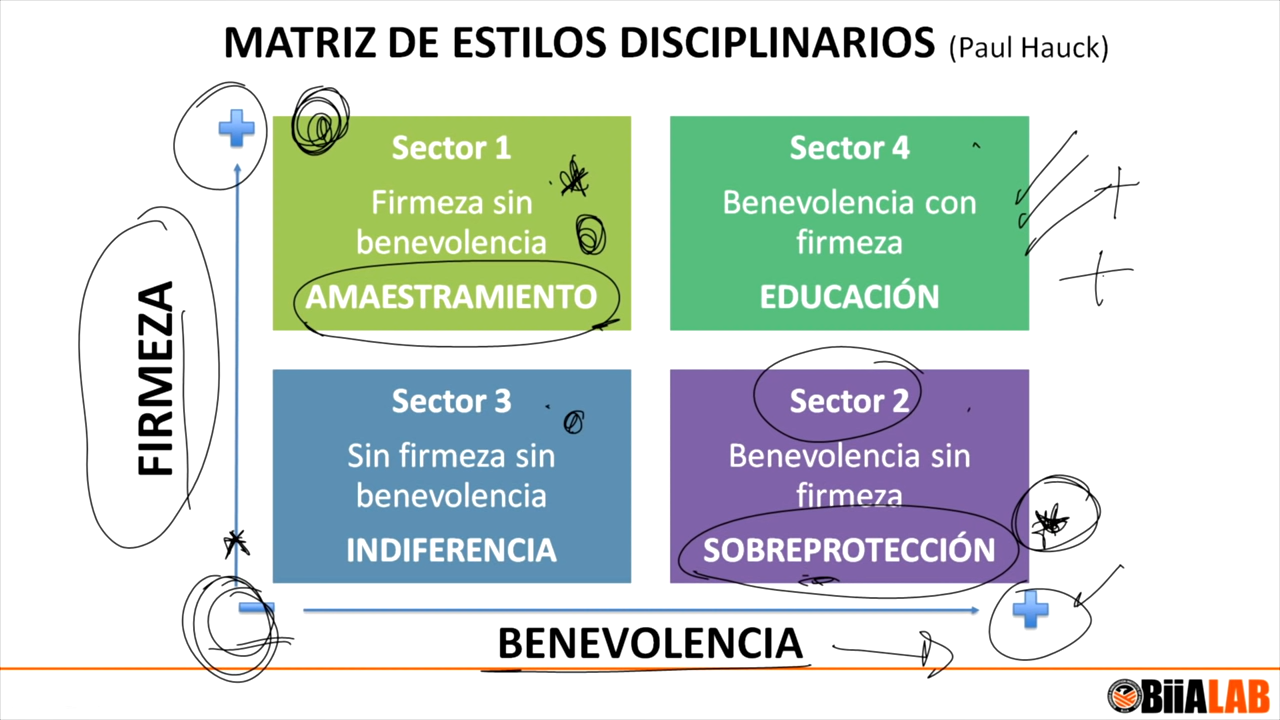 MATRIZ DE ESTILOS DISCIPLINARIOS (Paul Hauck)
Sector 1
Firmeza sin
benevolencia
AMAESTRAMIENTO
Sector 4
Benevolencia con
firmeza
EDUCACIÓN
FIRMEZA
Sector 3
Sin firmeza sin
benevolencia
INDIFERENCIA
Sector 2
Benevolencia sin
firmeza
SOBREPROTECCIÓN
BENEVOLENCIA
BiiALAB